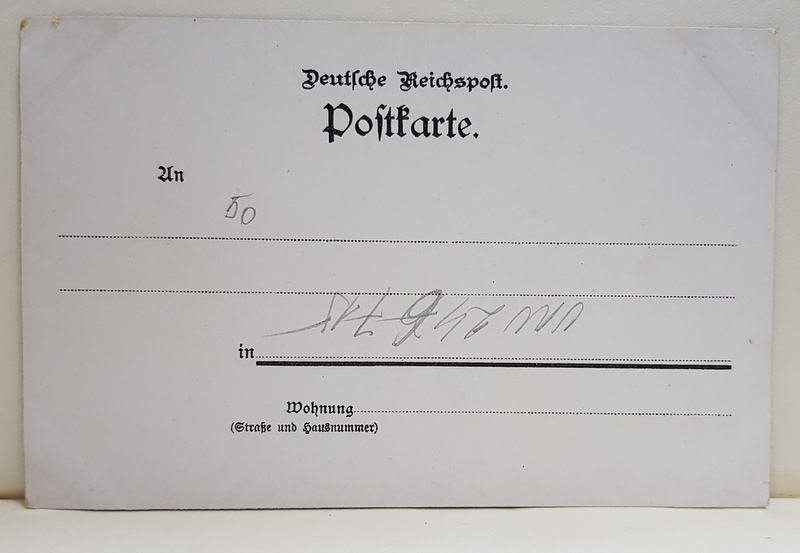 Deutsche Reichspost.
Postkarte.
An
50
in
Wohnung
(Straße und Hausnummer)